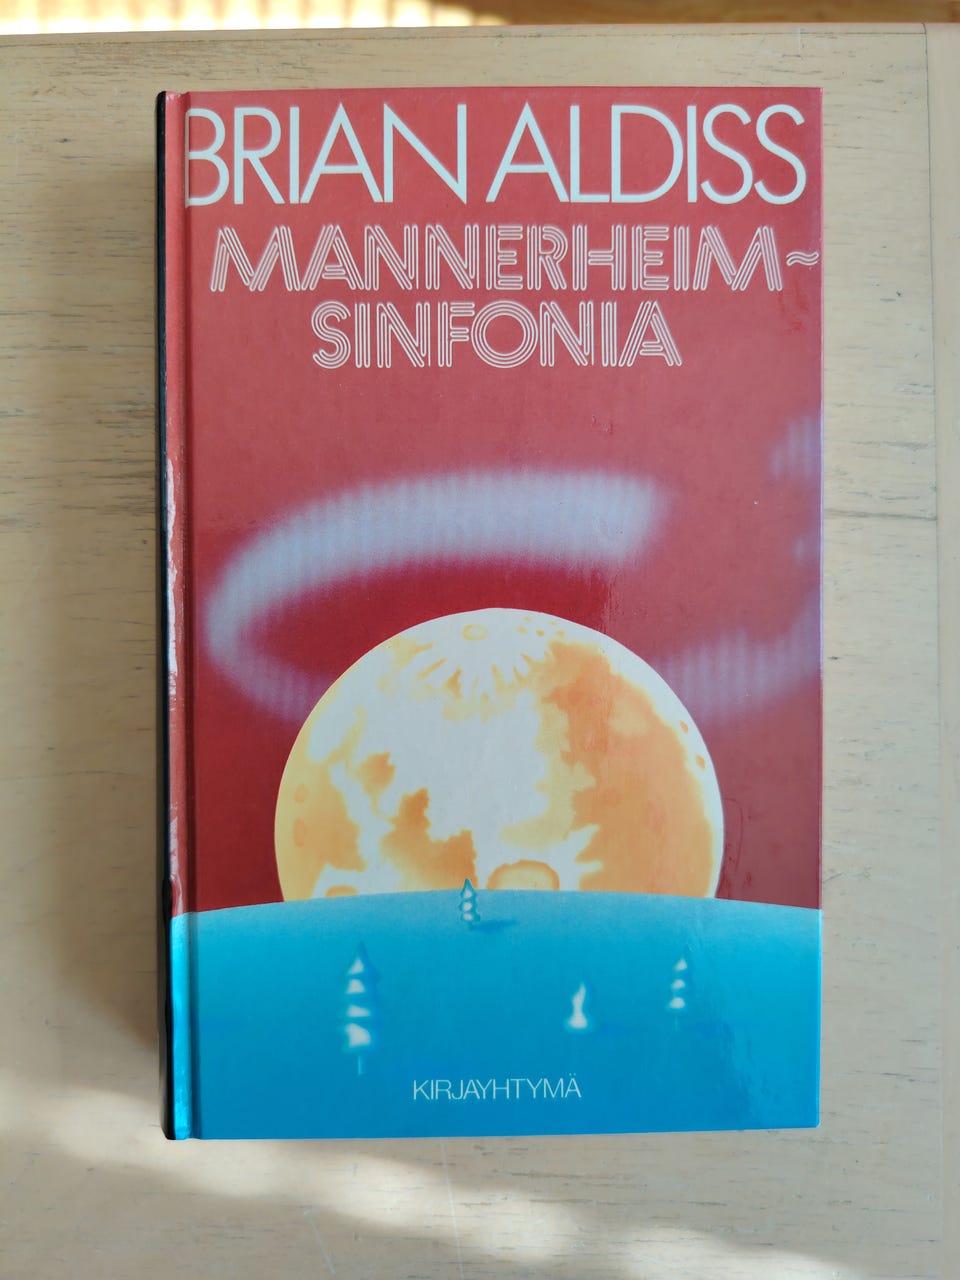 BRIAN ALDISS
MANNERHEIM~
SINFONIA
KIRJAYHTYMÄ